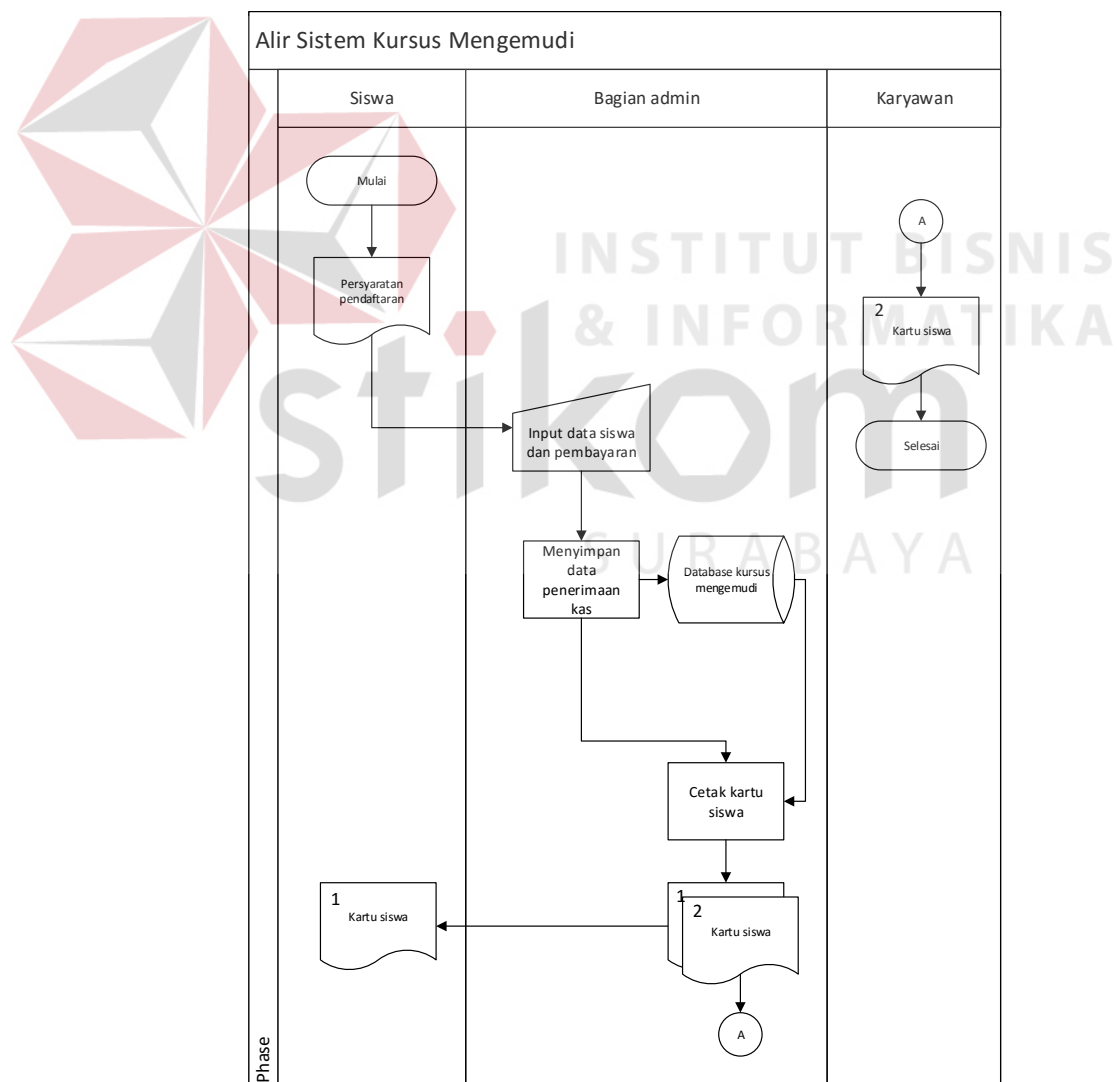 Alir Sistem Kursus Mengemudi
Siswa
Bagian admin
Karyawan
Mulai
Persyaratan
pendaftaran
Input data siswa
dan pembayaran
Menyimpan
data
penerimaan
kas
Database kursus
mengemudi
Cetak kartu
siswa
1
2
Kartu siswa
A
1
Kartu siswa
A
2
Kartu siswa
Selesai
Phase
INSTITUT BISNIS
& INFORMATIKA
stikom
SURABAYA